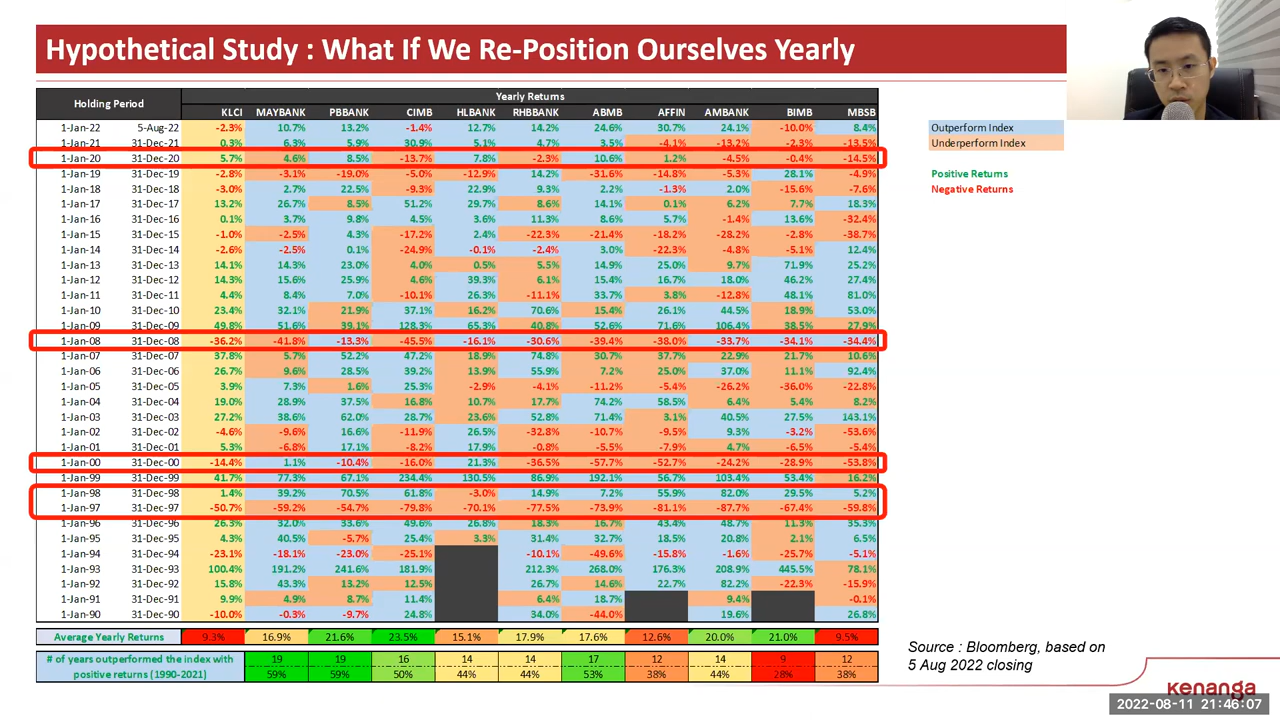 Hypothetical Study : What If We Re-Position Ourselves Yearly
Holding Period Yearly Returns
KLCI MAYBANK PBBANK CIMB HLBANK RHBBANK ABMB AFFIN AMBANK BIMB MBSB
1-Jan-22 5-Aug-22 -2.3% 10.7% 13.2% -1.4% 12.7% 14.2% 24.6% 30.7% 24.1% -10.0% 8.4%
1-Jan-21 31-Dec-21 0.3% 6.3% 5.9% 30.9% 5.1% 4.7% 3.5% -4.1% -13.2% -2.3% -13.5%
1-Jan-20 31-Dec-20 5.7% 4.6% 8.5% -13.7% 7.8% -2.3% 10.6% 1.2% -4.5% -0.4% -14.5%
1-Jan-19 31-Dec-19 -2.8% -3.1% -19.0% -5.0% -12.9% 14.2% -31.6% -14.8% -5.3% 28.1% -4.9%
1-Jan-18 31-Dec-18 -3.0% 2.7% 22.5% -9.3% 22.9% 9.3% 2.2% -1.3% 2.0% -15.6% -7.6%
1-Jan-17 31-Dec-17 13.2% 26.7% 8.5% 51.2% 29.7% 8.6% 14.1% 0.1% 6.2% 7.7% 18.3%
1-Jan-16 31-Dec-16 0.1% 3.7% 9.8% 4.5% 3.6% 11.3% 8.6% 5.7% -1.4% 13.6% -32.4%
1-Jan-15 31-Dec-15 -1.0% -2.5% 4.3% -17.2% 2.4% -22.3% -21.4% -18.2% -28.2% -2.8% -38.7%
1-Jan-14 31-Dec-14 -2.6% -2.5% 0.1% -24.9% -0.1% -2.4% 3.0% -22.3% -4.8% -5.1% 12.4%
1-Jan-13 31-Dec-13 14.1% 14.3% 23.0% 4.0% 0.5% 5.5% 14.9% 25.0% 9.7% 71.9% 25.2%
1-Jan-12 31-Dec-12 14.3% 15.6% 25.9% 4.6% 39.3% 6.1% 15.4% 16.7% 18.0% 46.2% 27.4%
1-Jan-11 31-Dec-11 4.4% 8.4% 7.0% -10.1% 26.3% -11.1% 33.7% 3.8% -12.8% 48.1% 81.0%
1-Jan-10 31-Dec-10 23.4% 32.1% 21.9% 37.1% 16.2% 70.6% 15.4% 26.1% 44.5% 18.9% 53.0%
1-Jan-09 31-Dec-09 49.8% 51.6% 39.1% 128.3% 65.3% 40.8% 52.6% 71.6% 106.4% 38.5% 27.9%
1-Jan-08 31-Dec-08 -36.2% -41.8% -13.3% -45.5% -16.1% -30.6% -39.4% -38.0% -33.7% -34.1% -34.4%
1-Jan-07 31-Dec-07 37.8% 5.7% 52.2% 47.2% 18.9% 74.8% 30.7% 37.7% 22.9% 21.7% 10.6%
1-Jan-06 31-Dec-06 26.7% 9.6% 28.5% 39.2% 13.9% 55.9% 7.2% 25.0% 37.0% 11.1% 92.4%
1-Jan-05 31-Dec-05 3.9% 7.3% 1.6% 25.3% -2.9% -4.1% -11.2% -5.4% -26.2% -36.0% -22.8%
1-Jan-04 31-Dec-04 19.0% 28.9% 37.5% 16.8% 10.7% 17.7% 74.2% 58.5% 6.4% 5.4% 8.2%
1-Jan-03 31-Dec-03 27.2% 38.6% 62.0% 28.7% 23.6% 52.8% 71.4% 3.1% 40.5% 27.5% 143.1%
1-Jan-02 31-Dec-02 -4.6% -9.6% 16.6% -11.9% 26.5% -32.8% -10.7% -9.5% 9.3% -3.2% -53.6%
1-Jan-01 31-Dec-01 5.3% -6.8% 17.1% -8.2% 17.9% -0.8% -5.5% -7.9% 4.7% -6.5% -5.4%
1-Jan-00 31-Dec-00 -14.4% 1.1% -10.4% -16.0% 21.3% -36.5% -57.7% -52.7% -24.2% -28.9% -53.8%
1-Jan-99 31-Dec-99 41.7% 77.3% 67.1% 234.4% 130.5% 86.9% 192.1% 56.7% 103.4% 53.4% 16.2%
1-Jan-98 31-Dec-98 1.4% 39.2% 70.5% 61.8% -3.0% 14.9% 7.2% 55.9% 82.0% 29.5% 5.2%
1-Jan-97 31-Dec-97 -50.7% -59.2% -54.7% -79.8% -70.1% -77.5% -73.9% -81.1% -87.7% -67.4% -59.8%
1-Jan-96 31-Dec-96 26.3% 32.0% 33.6% 49.6% 26.8% 18.3% 16.7% 43.4% 48.7% 11.3% 35.3%
1-Jan-95 31-Dec-95 4.3% 40.5% -5.7% 25.4% 3.3% 31.4% 32.7% 18.5% 20.8% 2.1% 6.5%
1-Jan-94 31-Dec-94 -23.1% -18.1% -23.0% -25.1% -10.1% -49.6% -15.8% -1.6% -25.7% -5.1%
1-Jan-93 31-Dec-93 100.4% 191.2% 241.6% 181.9% 212.3% 268.0% 176.3% 208.9% 445.5% 78.1%
1-Jan-92 31-Dec-92 15.8% 43.3% 13.2% 12.5% 26.7% 14.6% 22.7% 82.2% -22.3% -15.9%
1-Jan-91 31-Dec-91 9.9% 4.9% 8.7% 11.4% 6.4% 18.7% 9.4% -0.1%
1-Jan-90 31-Dec-90 -10.0% -0.3% -9.7% 24.8% 34.0% -44.0% 19.6% 26.8%
Average Yearly Returns 9.3% 16.9% 21.6% 23.5% 15.1% 17.9% 17.6% 12.6% 20.0% 21.0% 9.5%
# of years outperformed the index with 19 19 16 14 14 17 12 14 9 12
positive returns (1990-2021) 59% 59% 50% 44% 44% 53% 38% 44% 28% 38%
Outperform Index
Underperform Index
Positive Returns
Negative Returns
Source : Bloomberg, based on
5 Aug 2022 closing
kenanga
2022-08-11 21:46:07